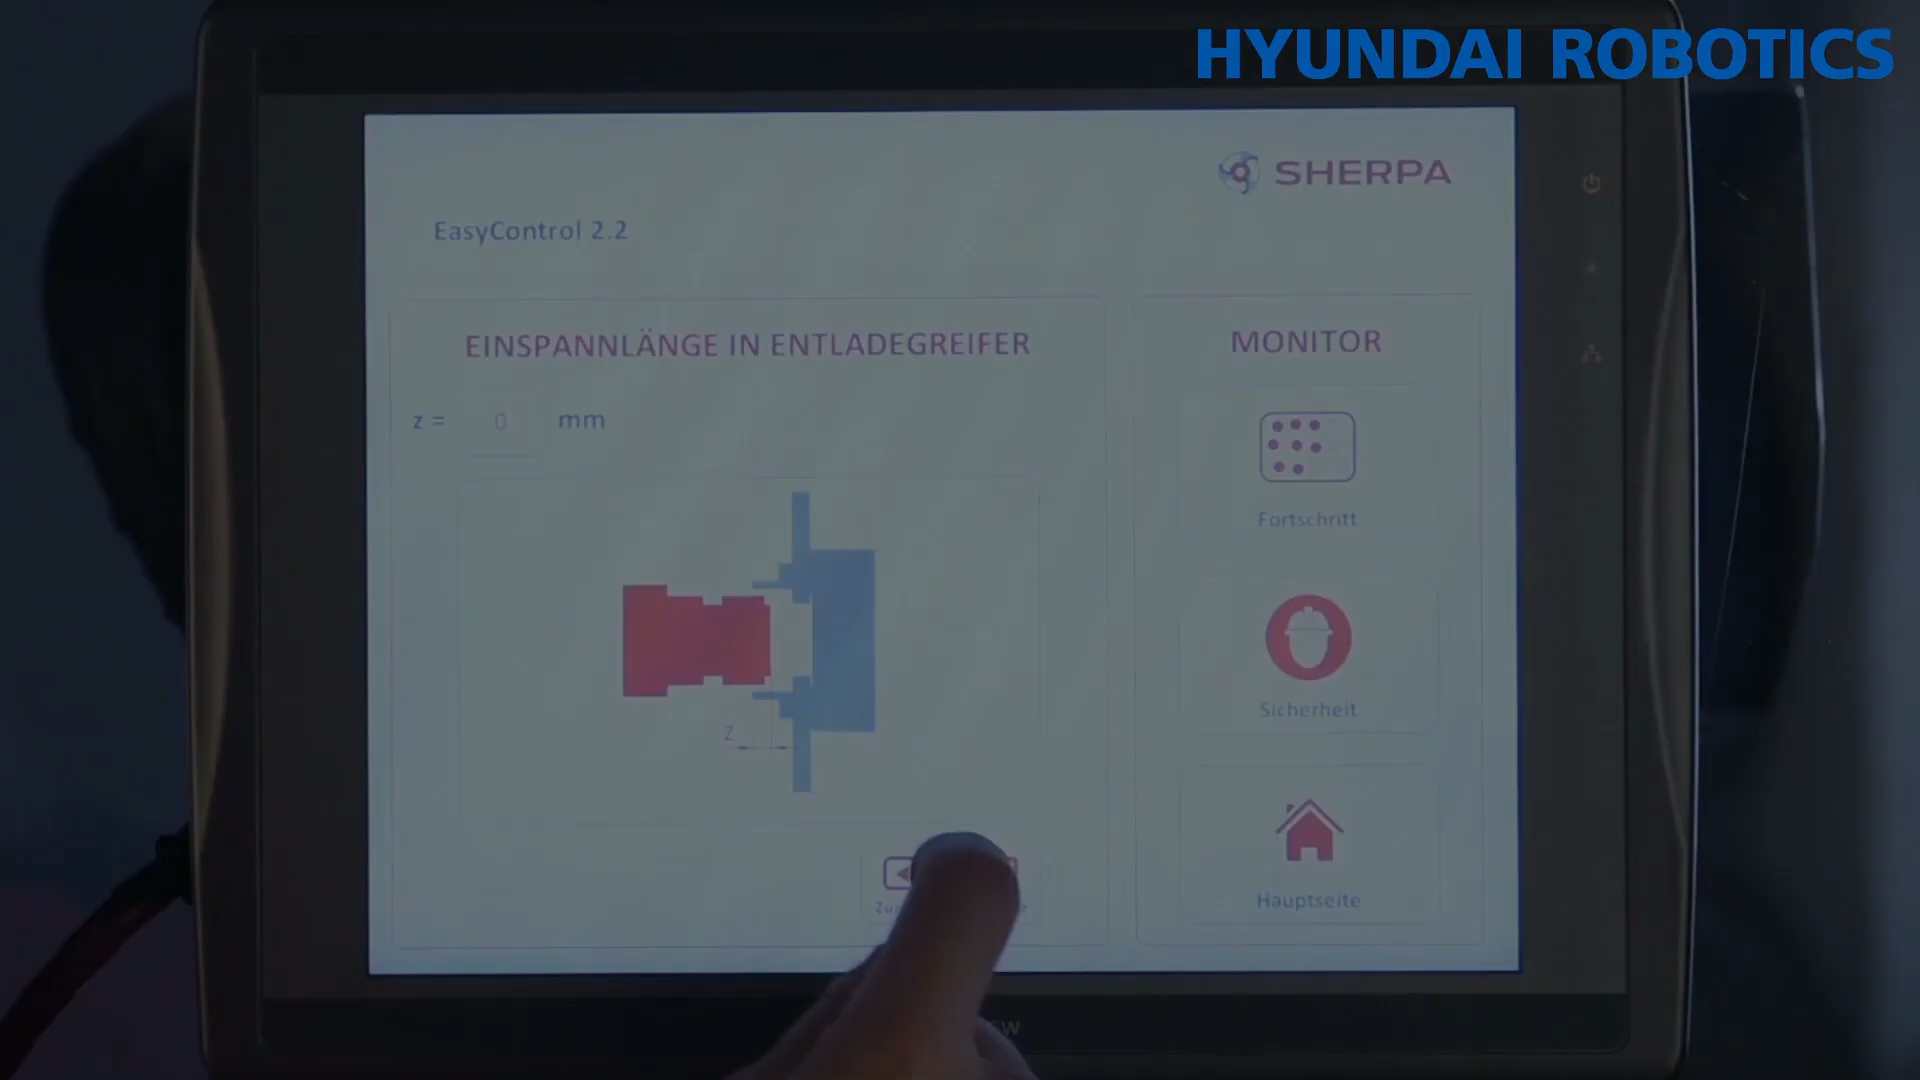 HYUNDAI ROBOTICS
SHERPA
EasyControl 2.2
EINSPANNLÄNGE IN ENTLADEGREIFER
z = 0 mm
Z
MONITOR
Fortschritt
Sicherheit
Hauptseite